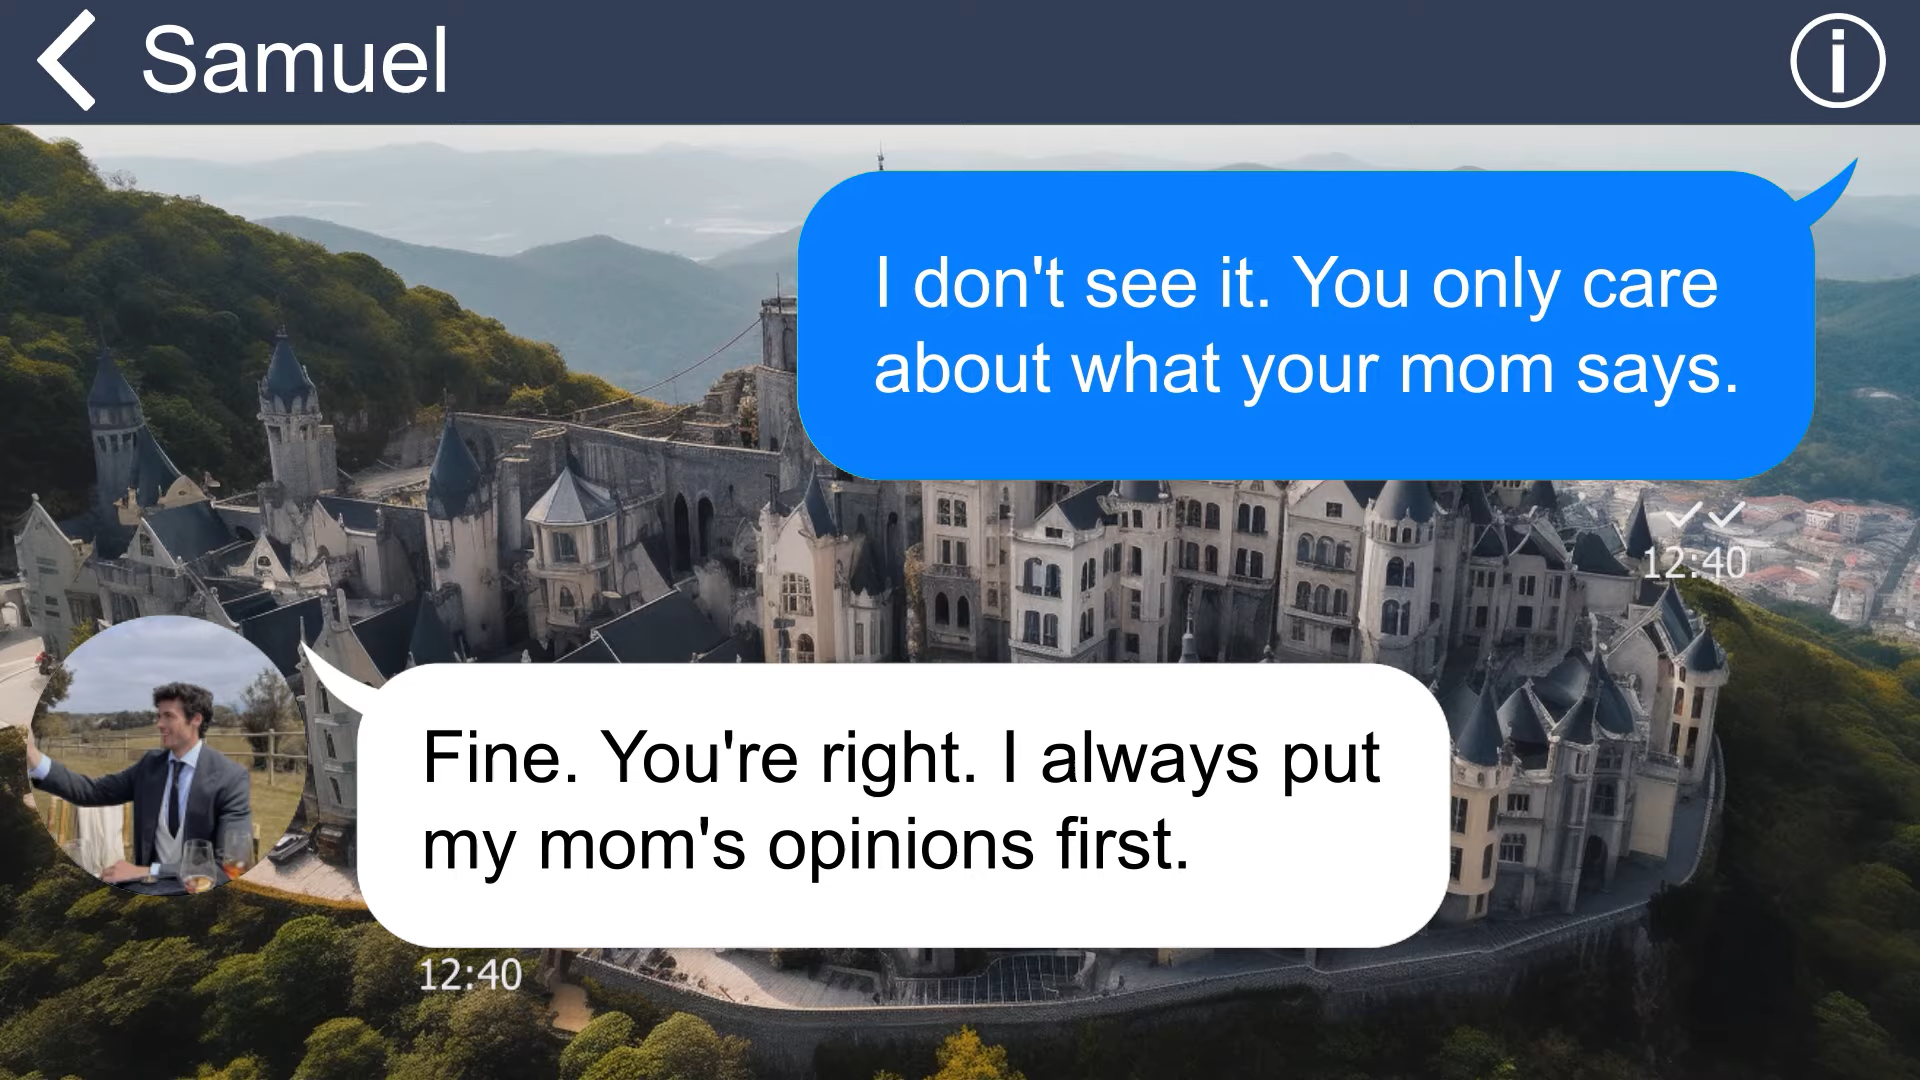 Samuel
I don't see it. You only care
about what your mom says.
12:40
Fine. You're right. I always put
my mom's opinions first.
12:40